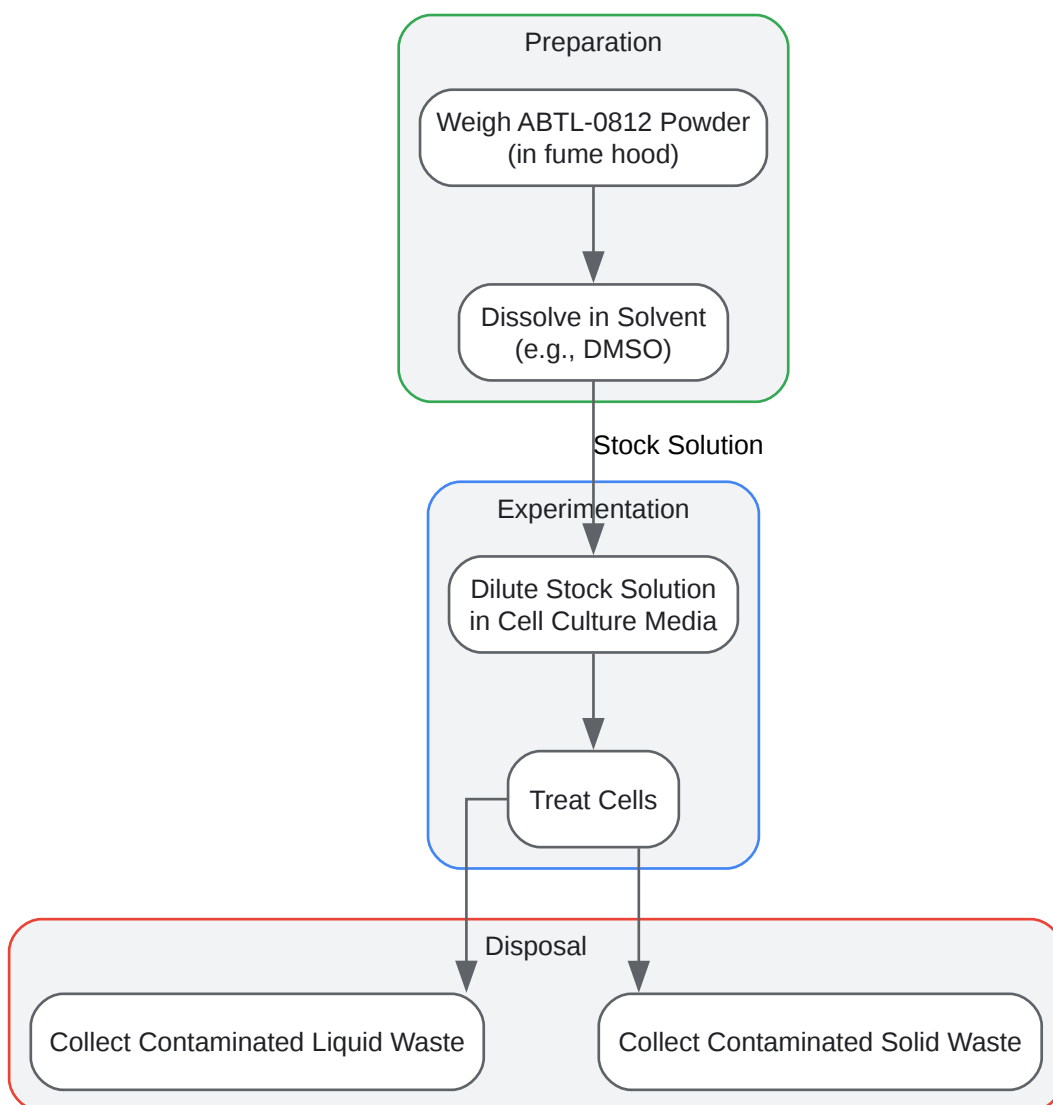 Preparation
Weigh ABTL-0812 Powder
(in fume hood)
Dissolve in Solvent
(e.g., DMSO)
Stock Solution
Experimentation
Dilute Stock Solution
in Cell Culture Media
Treat Cells
Disposal
Collect Contaminated Liquid Waste
Collect Contaminated Solid Waste